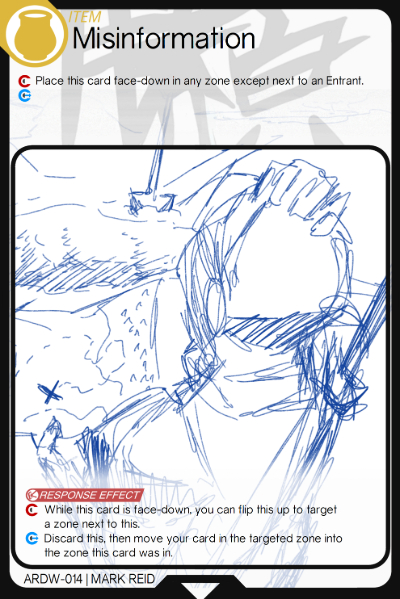 ITEM
Misinformation
C Place this card face-down in any zone except next to an Entrant.
C
RESPONSE EFFECT
C While this card is face-down, you can flip this up to target
a zone next to this.
C Discard this, then move your card in the targeted zone into
the zone this card was in.
ARDW-014 | MARK REID